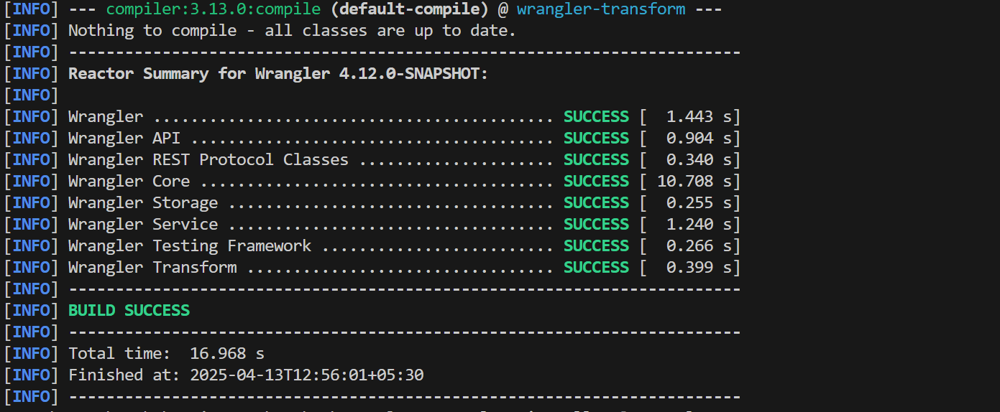 [INFO] --- compiler:3.13.0:compile (default-compile) @ wrangler-transform ---
[INFO] Nothing to compile - all classes are up to date.
[INFO] ------------------------------------------------------------------------
[INFO] Reactor Summary for Wrangler 4.12.0-SNAPSHOT:
[INFO]
[INFO] Wrangler ........................................... SUCCESS [  1.443 s]
[INFO] Wrangler API ....................................... SUCCESS [  0.904 s]
[INFO] Wrangler REST Protocol Classes ..................... SUCCESS [  0.340 s]
[INFO] Wrangler Core ...................................... SUCCESS [ 10.708 s]
[INFO] Wrangler Storage ................................... SUCCESS [  0.255 s]
[INFO] Wrangler Service ................................... SUCCESS [  1.240 s]
[INFO] Wrangler Testing Framework ......................... SUCCESS [  0.266 s]
[INFO] Wrangler Transform ................................. SUCCESS [  0.399 s]
[INFO] ------------------------------------------------------------------------
[INFO] BUILD SUCCESS
[INFO] ------------------------------------------------------------------------
[INFO] Total time:  16.968 s
[INFO] Finished at: 2025-04-13T12:56:01+05:30
[INFO] ------------------------------------------------------------------------